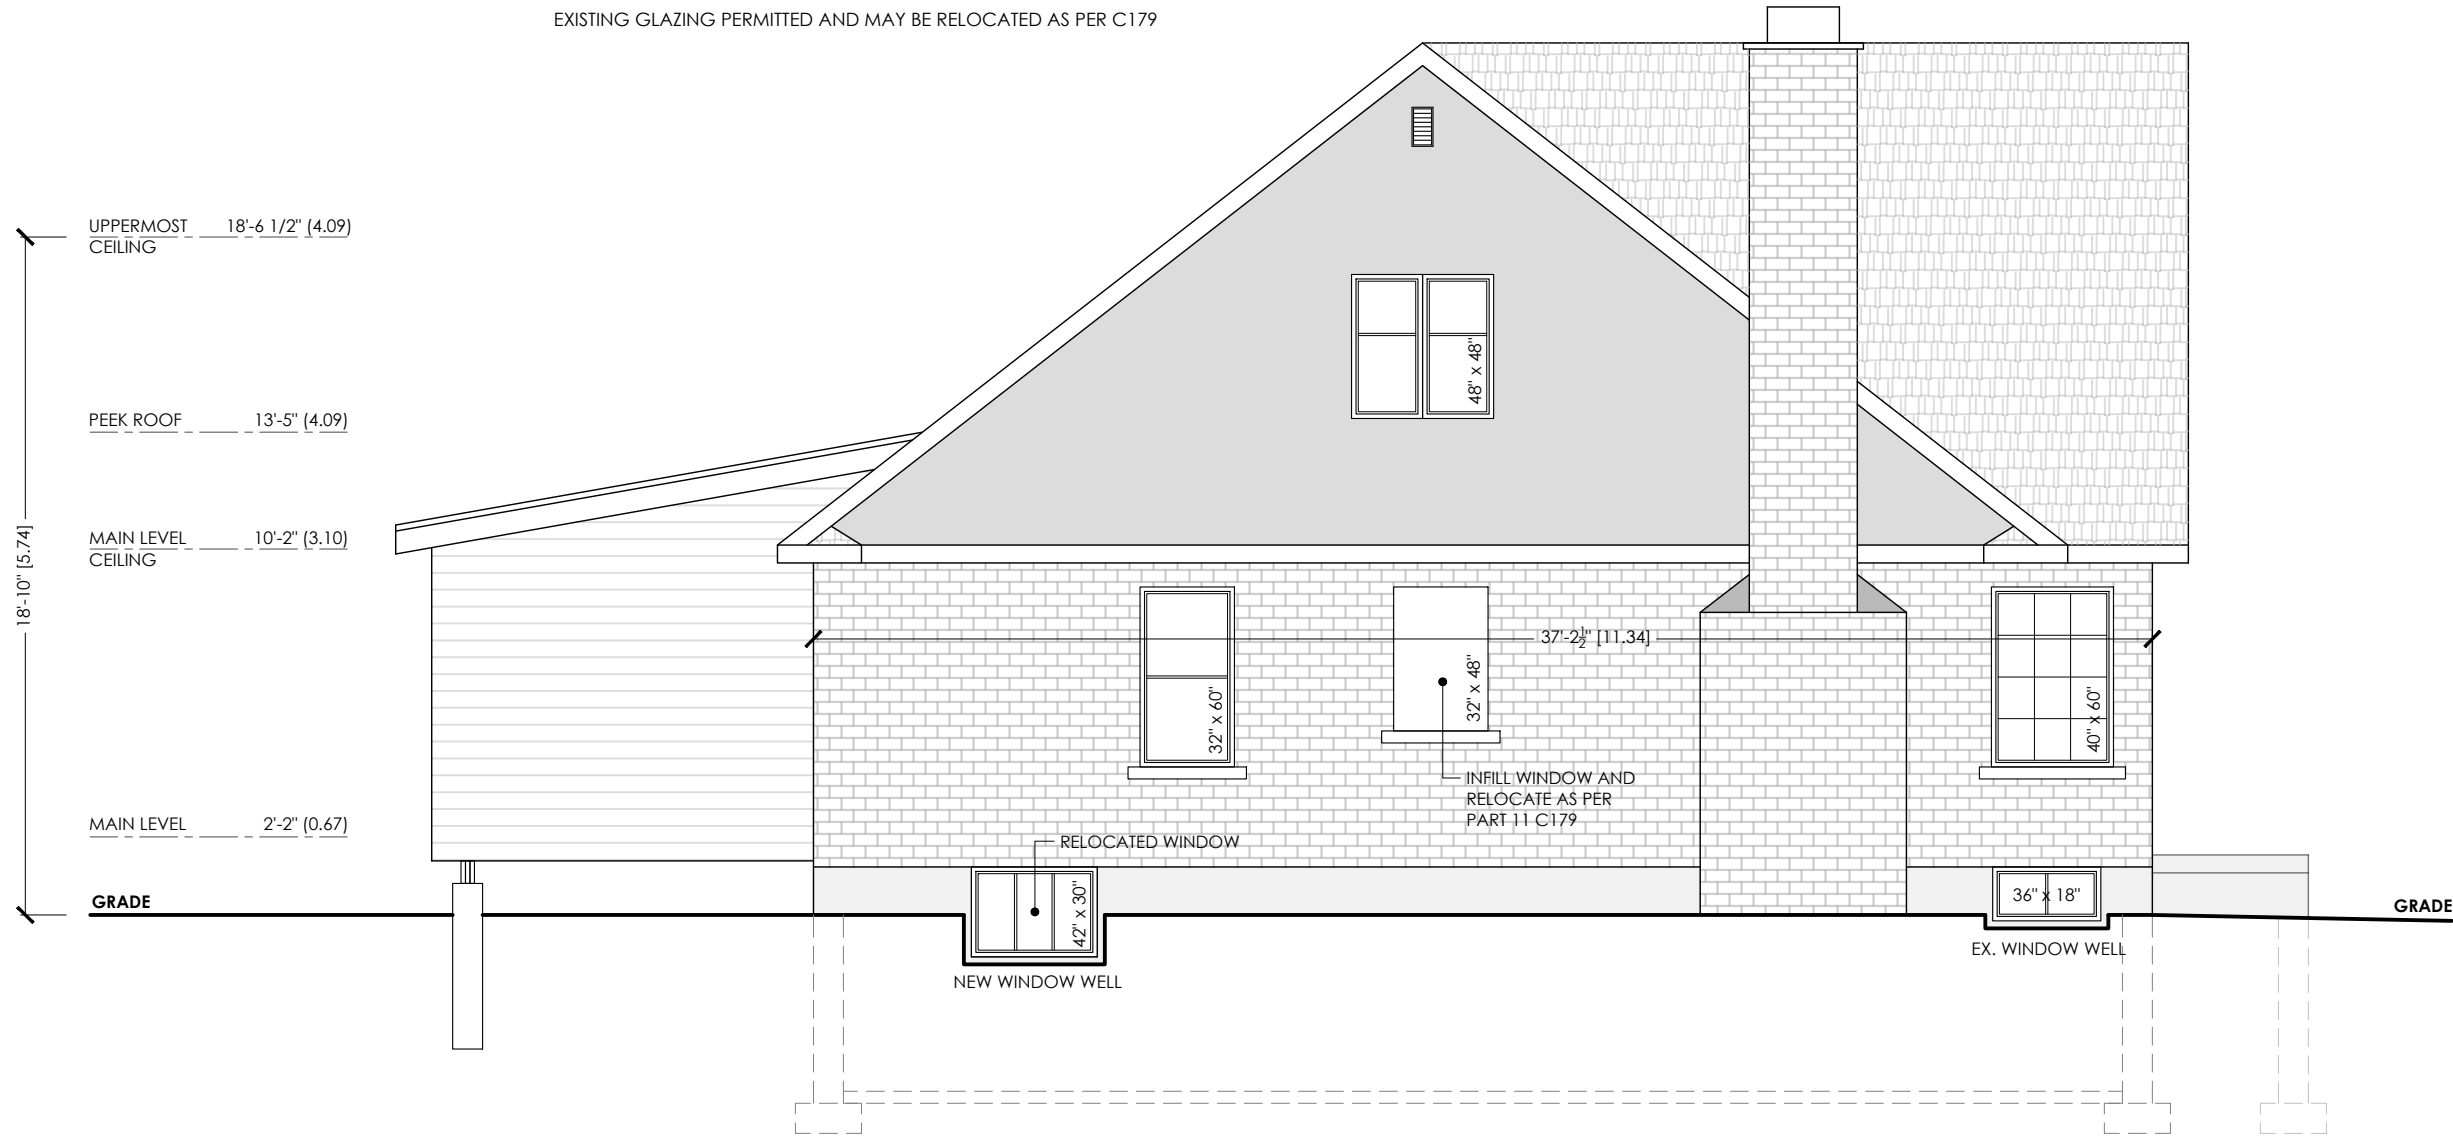 EXISTING GLAZING PERMITTED AND MAY BE RELOCATED AS PER C179
UPPERMOST 18'-6 1/2" (4.09)
CEILING
PEEK ROOF 13'-5" (4.09)
MAIN LEVEL 10'-2" (3.10)
CEILING
18'-10" [5.74]
MAIN LEVEL 2'-2" (0.67)
GRADE
48" x 48"
37'-2½" [11.34]
32" x 60"
32" x 48"
40" x 60"
INFILL WINDOW AND
RELOCATE AS PER
PART 11 C179
RELOCATED WINDOW
42" x 30"
36" x 18"
GRADE
EX. WINDOW WELL
NEW WINDOW WELL